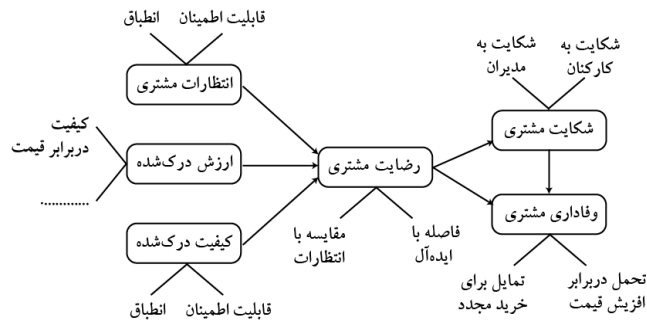 انطباق
قابلیت اطمینان
انتظارات مشتری
کیفیت
دربرابر قیمت
ارزش درک‌شده
.............
کیفیت درک‌شده
انطباق
قابلیت اطمینان
رضایت مشتری
مقایسه با
انتظارات
فاصله با
ایده‌آل
شکایت به
مدیران
شکایت به
کارکنان
شکایت مشتری
وفاداری مشتری
تمایل برای
خرید مجدد
تحمل دربرابر
افزیش قیمت